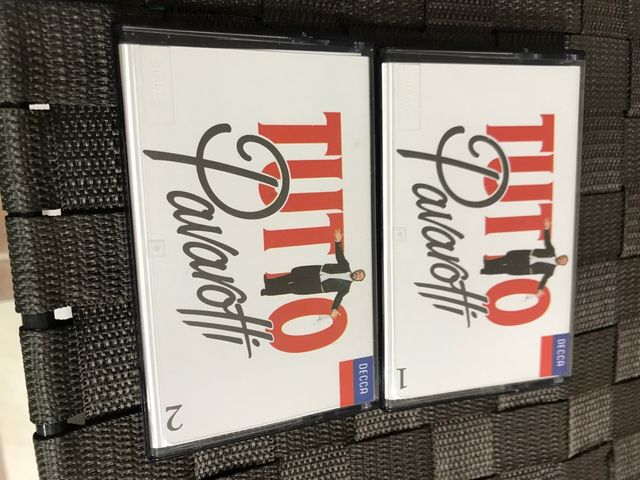 TUTTO
Pavarotti
DECCA
2
TUTTO
Pavarotti
DECCA
1